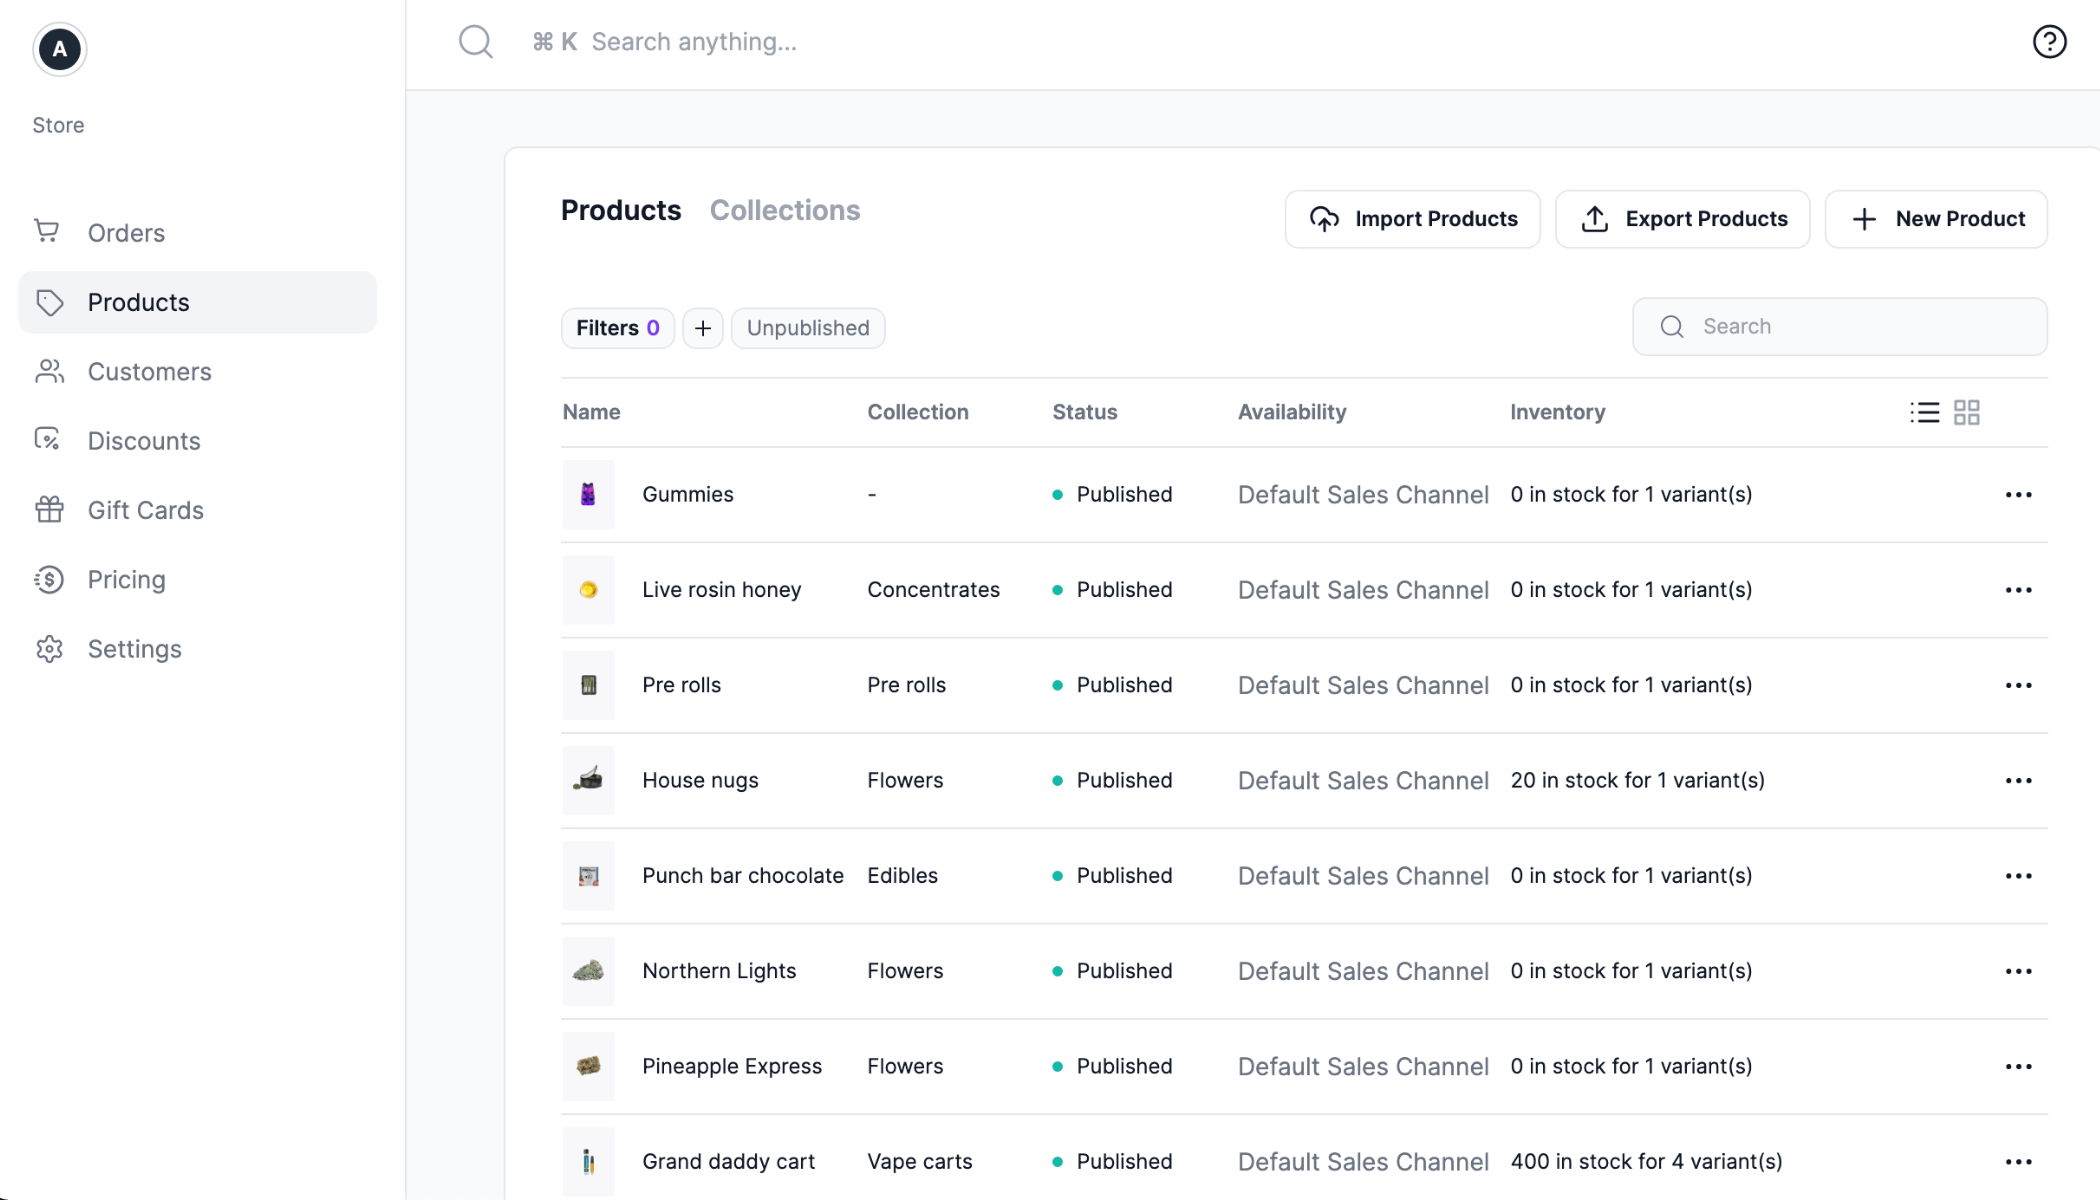 A
⌘ K Search anything...
Store
Orders
Products
Customers
Discounts
Gift Cards
Pricing
Settings
Products Collections
Import Products
Export Products
New Product
Filters 0
+
Unpublished
Search
Name Collection Status Availability Inventory
Gummies - Published Default Sales Channel 0 in stock for 1 variant(s)
Live rosin honey Concentrates Published Default Sales Channel 0 in stock for 1 variant(s)
Pre rolls Pre rolls Published Default Sales Channel 0 in stock for 1 variant(s)
House nugs Flowers Published Default Sales Channel 20 in stock for 1 variant(s)
Punch bar chocolate Edibles Published Default Sales Channel 0 in stock for 1 variant(s)
Northern Lights Flowers Published Default Sales Channel 0 in stock for 1 variant(s)
Pineapple Express Flowers Published Default Sales Channel 0 in stock for 1 variant(s)
Grand daddy cart Vape carts Published Default Sales Channel 400 in stock for 4 variant(s)